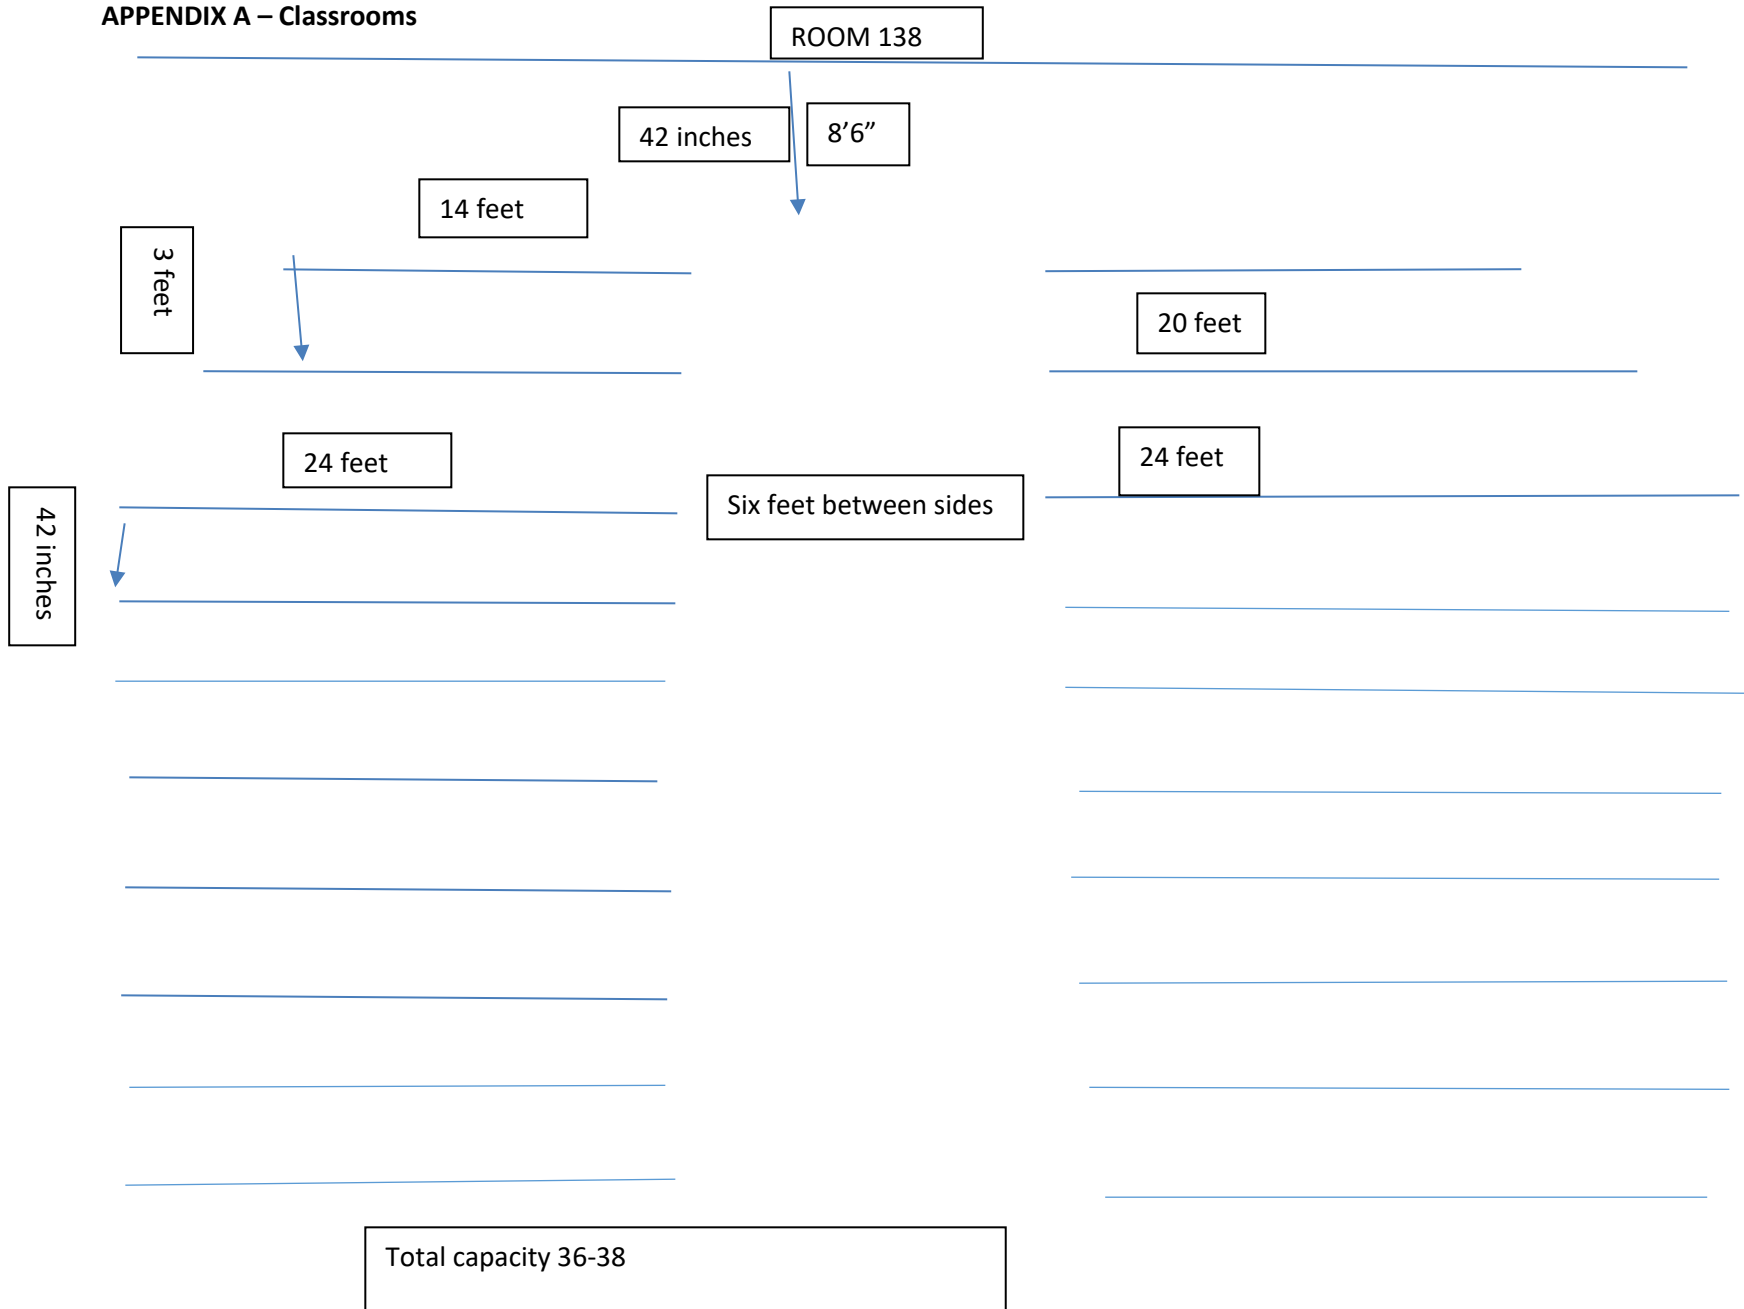 APPENDIX A – Classrooms
ROOM 138
42 inches
8’6”
14 feet
3 feet
20 feet
24 feet
24 feet
Six feet between sides
42 inches
Total capacity 36-38